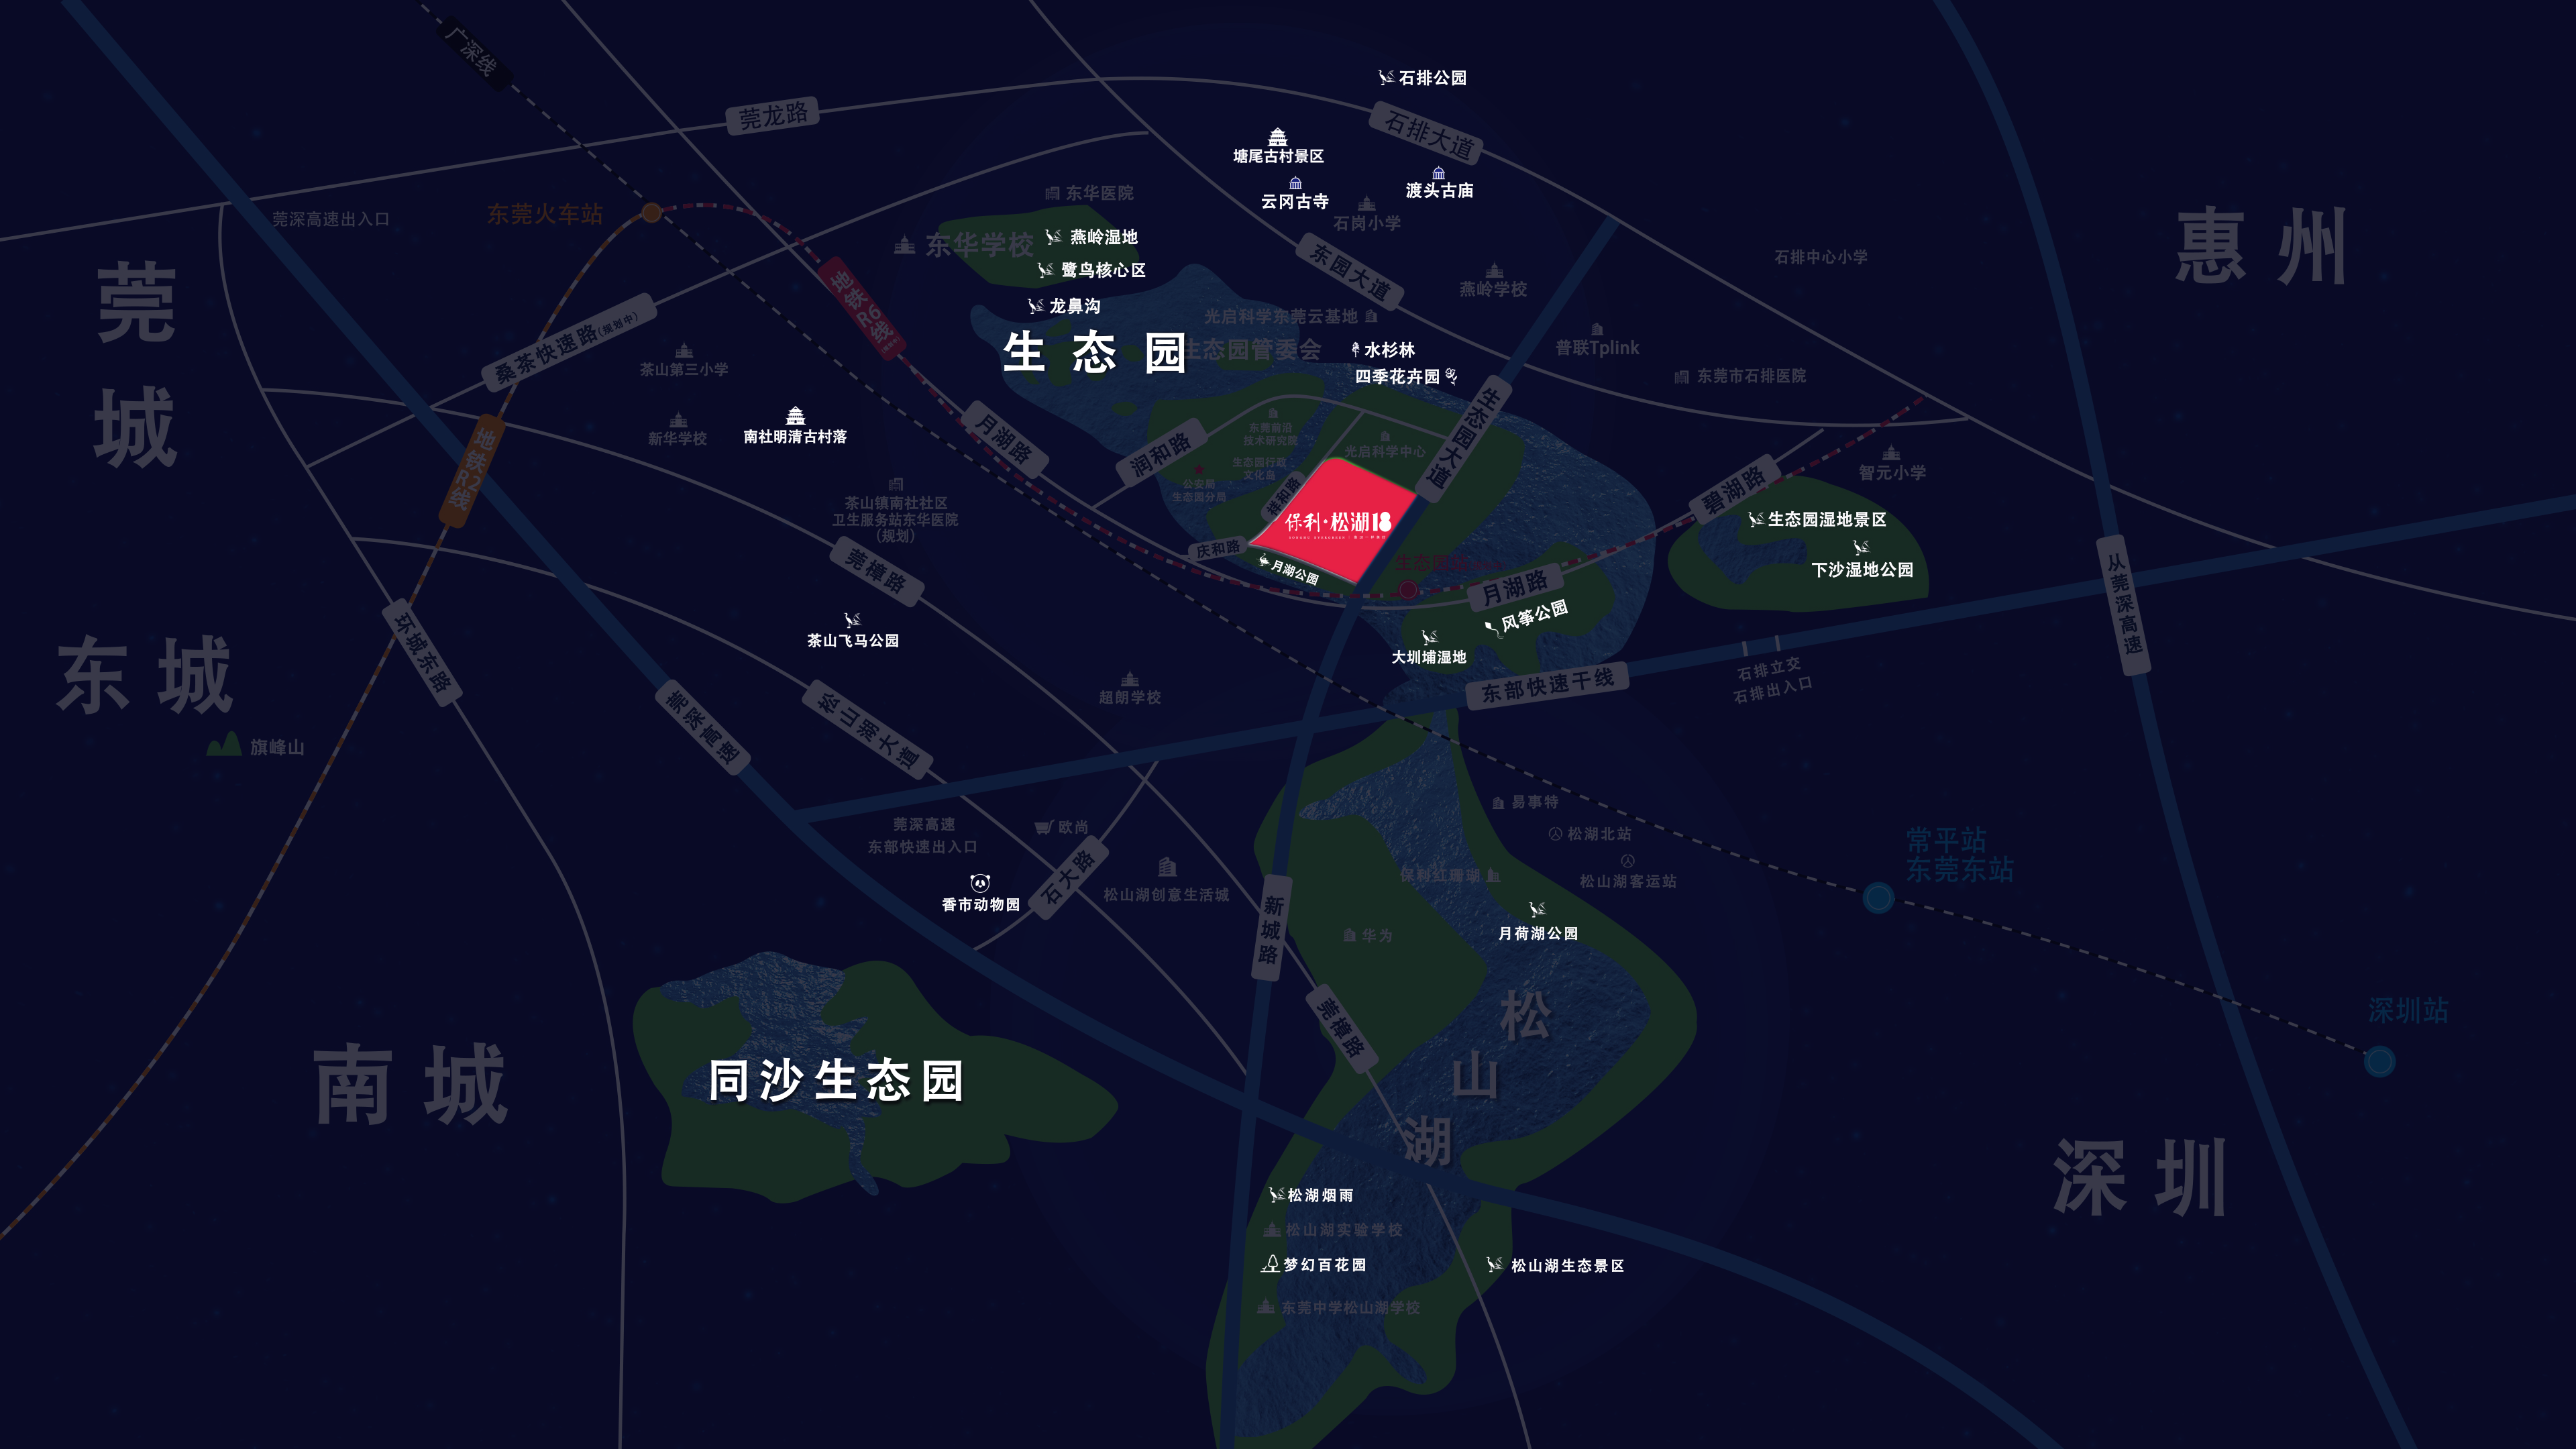 广深线
石排公园
莞龙路
石排大道
塘尾古村景区
渡头古庙
云冈古寺
石岗小学
东华医院
莞深高速出入口
东莞火车站
东华学校
燕岭湿地
鹭鸟核心区
龙鼻沟
生态园
地铁R6线
东园大道
燕岭学校
石排中心小学
惠州
莞城
桑茶快速路(规划中)
光启科学东莞云基地
生态园管委会
水杉林
四季花卉园
普联Tplink
东莞市石排医院
茶山第三小学
新华学校
南社明清古村落
月湖路
润和路
东莞前沿
技术研究院
光启科学中心
生态园大道
生态园行政
文化岛
公安局
生态园分局
祥和路
保利·松湖18
庆和路
月湖公园
地铁R2线
茶山镇南社社区
卫生服务站东华医院
(规划)
莞樟路
碧湖路
智元小学
生态园湿地景区
下沙湿地公园
月湖路
风筝公园
大圳埔湿地
从莞深高速
环城东路
东城
茶山飞马公园
超朗学校
东部快速干线
石排立交
石排出入口
旗峰山
莞深高速
松山湖大道
莞深高速
东部快速出入口
欧尚
石大路
香市动物园
松山湖创意生活城
易事特
松湖北站
松山湖客运站
保利红珊瑚
常平站
东莞东站
新城路
华为
月荷湖公园
莞樟路
松山湖
深圳站
南城
同沙生态园
深圳
松湖烟雨
松山湖实验学校
梦幻百花园
松山湖生态景区
东莞中学松山湖学校